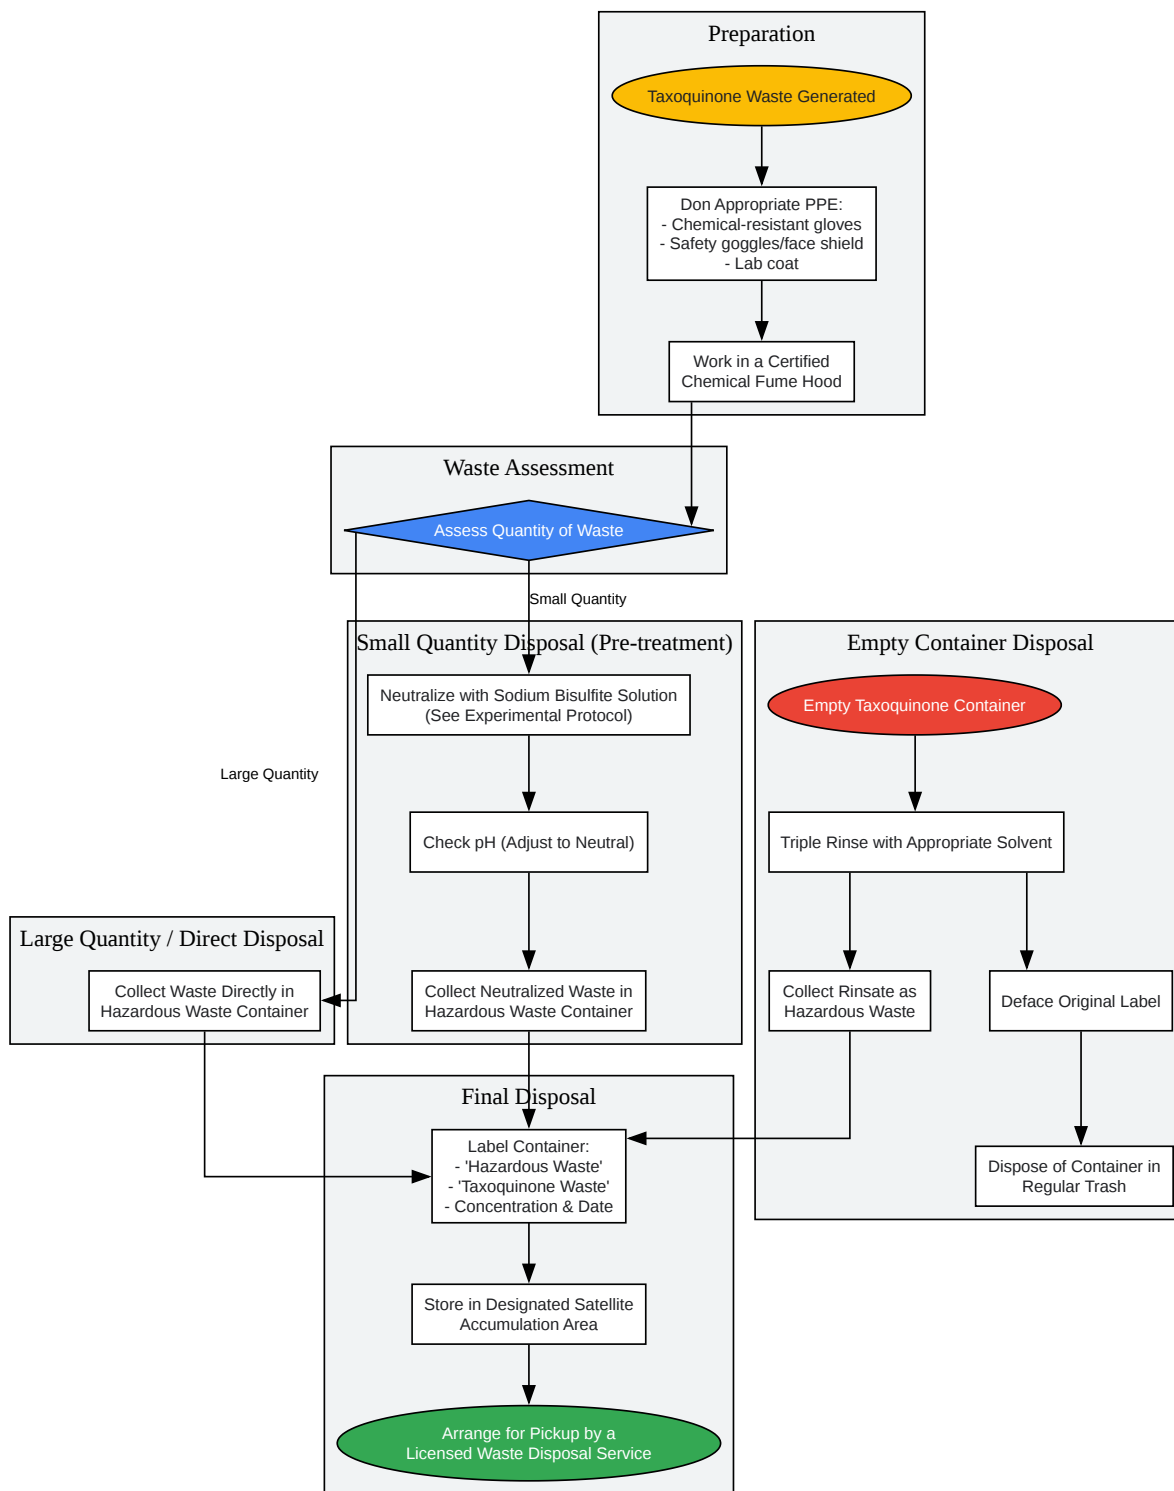 Preparation
Taxoquinone Waste Generated
Don Appropriate PPE:
- Chemical-resistant gloves
- Safety goggles/face shield
- Lab coat
Work in a Certified
Chemical Fume Hood
Waste Assessment
Assess Quantity of Waste
Small Quantity
Large Quantity
Small Quantity Disposal (Pre-treatment)
Neutralize with Sodium Bisulfite Solution
(See Experimental Protocol)
Check pH (Adjust to Neutral)
Collect Neutralized Waste in
Hazardous Waste Container
Large Quantity / Direct Disposal
Collect Waste Directly in
Hazardous Waste Container
Empty Container Disposal
Empty Taxoquinone Container
Triple Rinse with Appropriate Solvent
Collect Rinsate as
Hazardous Waste
Deface Original Label
Dispose of Container in
Regular Trash
Final Disposal
Label Container:
- 'Hazardous Waste'
- 'Taxoquinone Waste'
- Concentration & Date
Store in Designated Satellite
Accumulation Area
Arrange for Pickup by a
Licensed Waste Disposal Service